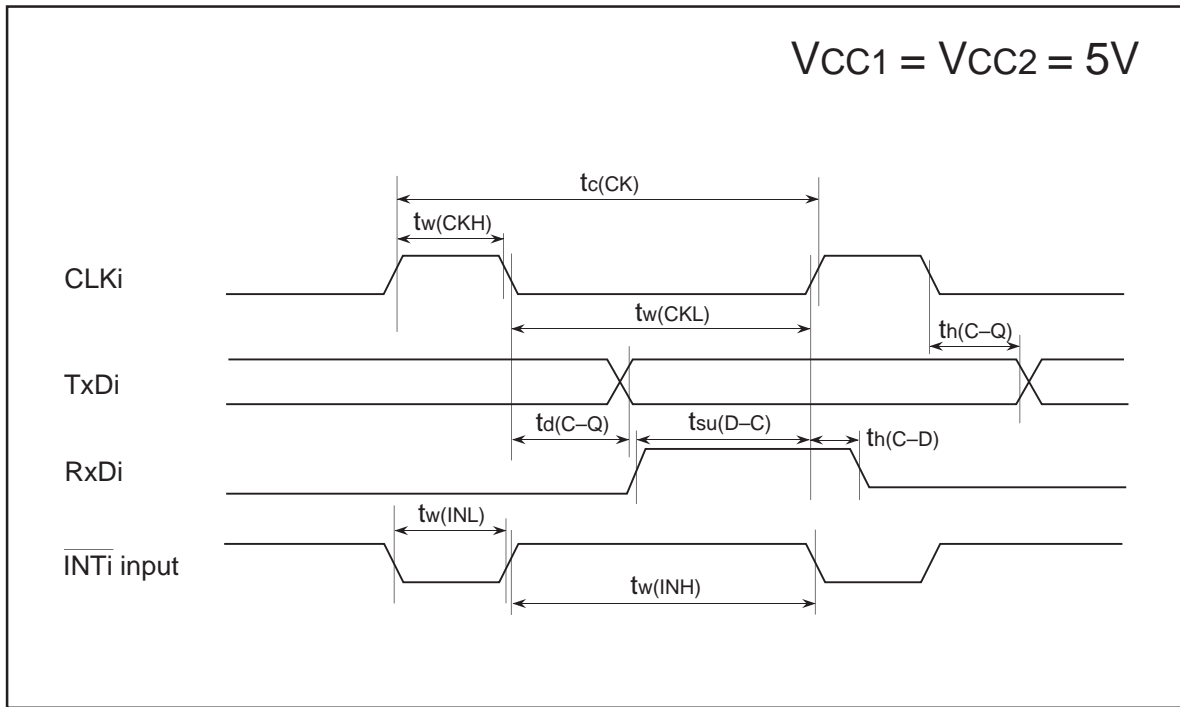 VCC1 = VCC2 = 5V
tc(CK)
tw(CKH)
CLKi
tw(CKL)
th(C–Q)
TxDi
td(C–Q)
tsu(D–C)
th(C–D)
RxDi
tw(INL)
INTi input
tw(INH)